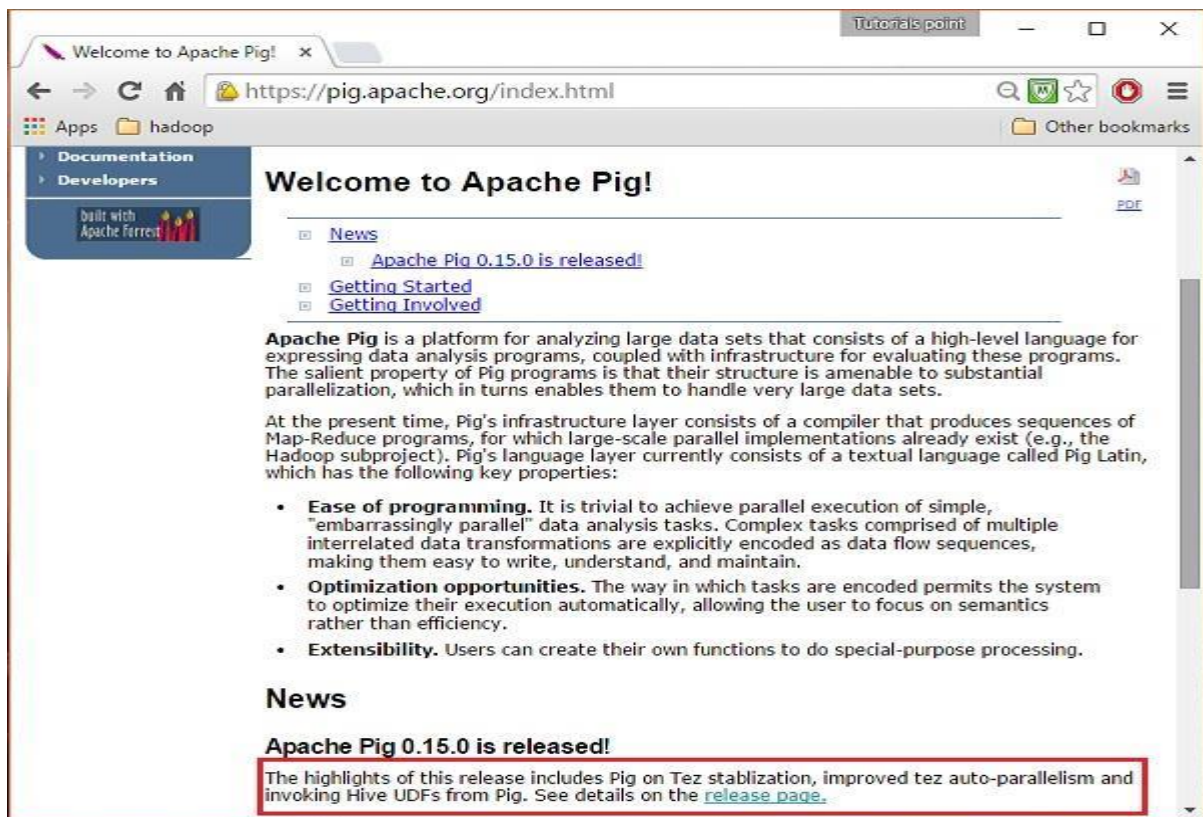 Tutorials point
Welcome to Apache Pig!
https://pig.apache.org/index.html
Apps
hadoop
Other bookmarks
Documentation
Developers
built with
Apache Forrest
Welcome to Apache Pig!
PDF
News
Apache Pig 0.15.0 is released!
Getting Started
Getting Involved
Apache Pig is a platform for analyzing large data sets that consists of a high-level language for
expressing data analysis programs, coupled with infrastructure for evaluating these programs.
The salient property of Pig programs is that their structure is amenable to substantial
parallelization, which in turns enables them to handle very large data sets.
At the present time, Pig's infrastructure layer consists of a compiler that produces sequences of
Map-Reduce programs, for which large-scale parallel implementations already exist (e.g., the
Hadoop subproject). Pig's language layer currently consists of a textual language called Pig Latin,
which has the following key properties:
• Ease of programming. It is trivial to achieve parallel execution of simple,
"embarrassingly parallel" data analysis tasks. Complex tasks comprised of multiple
interrelated data transformations are explicitly encoded as data flow sequences,
making them easy to write, understand, and maintain.
• Optimization opportunities. The way in which tasks are encoded permits the system
to optimize their execution automatically, allowing the user to focus on semantics
rather than efficiency.
• Extensibility. Users can create their own functions to do special-purpose processing.
News
Apache Pig 0.15.0 is released!
The highlights of this release includes Pig on Tez stablization, improved tez auto-parallelism and
invoking Hive UDFs from Pig. See details on the release page.